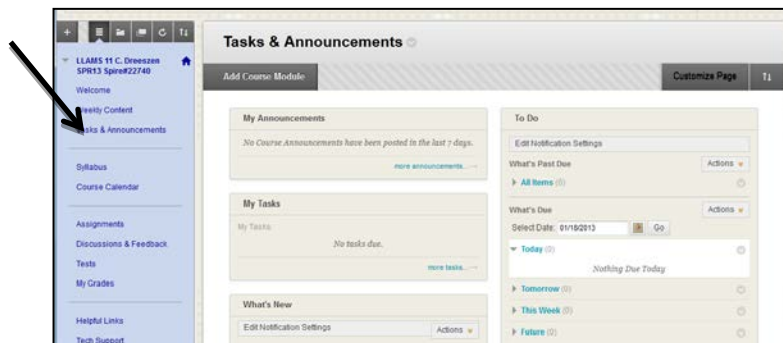 LLAMS 11 C. Dreeszen
SPR13 Spire#22740
Welcome
Weekly Content
Tasks & Announcements
Syllabus
Course Calendar
Assignments
Discussions & Feedback
Tests
My Grades
Helpful Links
Tech Support
Tasks & Announcements
Add Course Module
Customize Page
My Announcements
No Course Announcements have been posted in the last 7 days.
more announcements...
My Tasks
My Tasks:
No tasks due.
more tasks...
What's New
Edit Notification Settings
Actions
To Do
Edit Notification Settings
What's Past Due
Actions
All Items (0)
What's Due
Actions
Select Date: 01/18/2013 Go
Today (0)
Nothing Due Today
Tomorrow (0)
This Week (0)
Future (0)